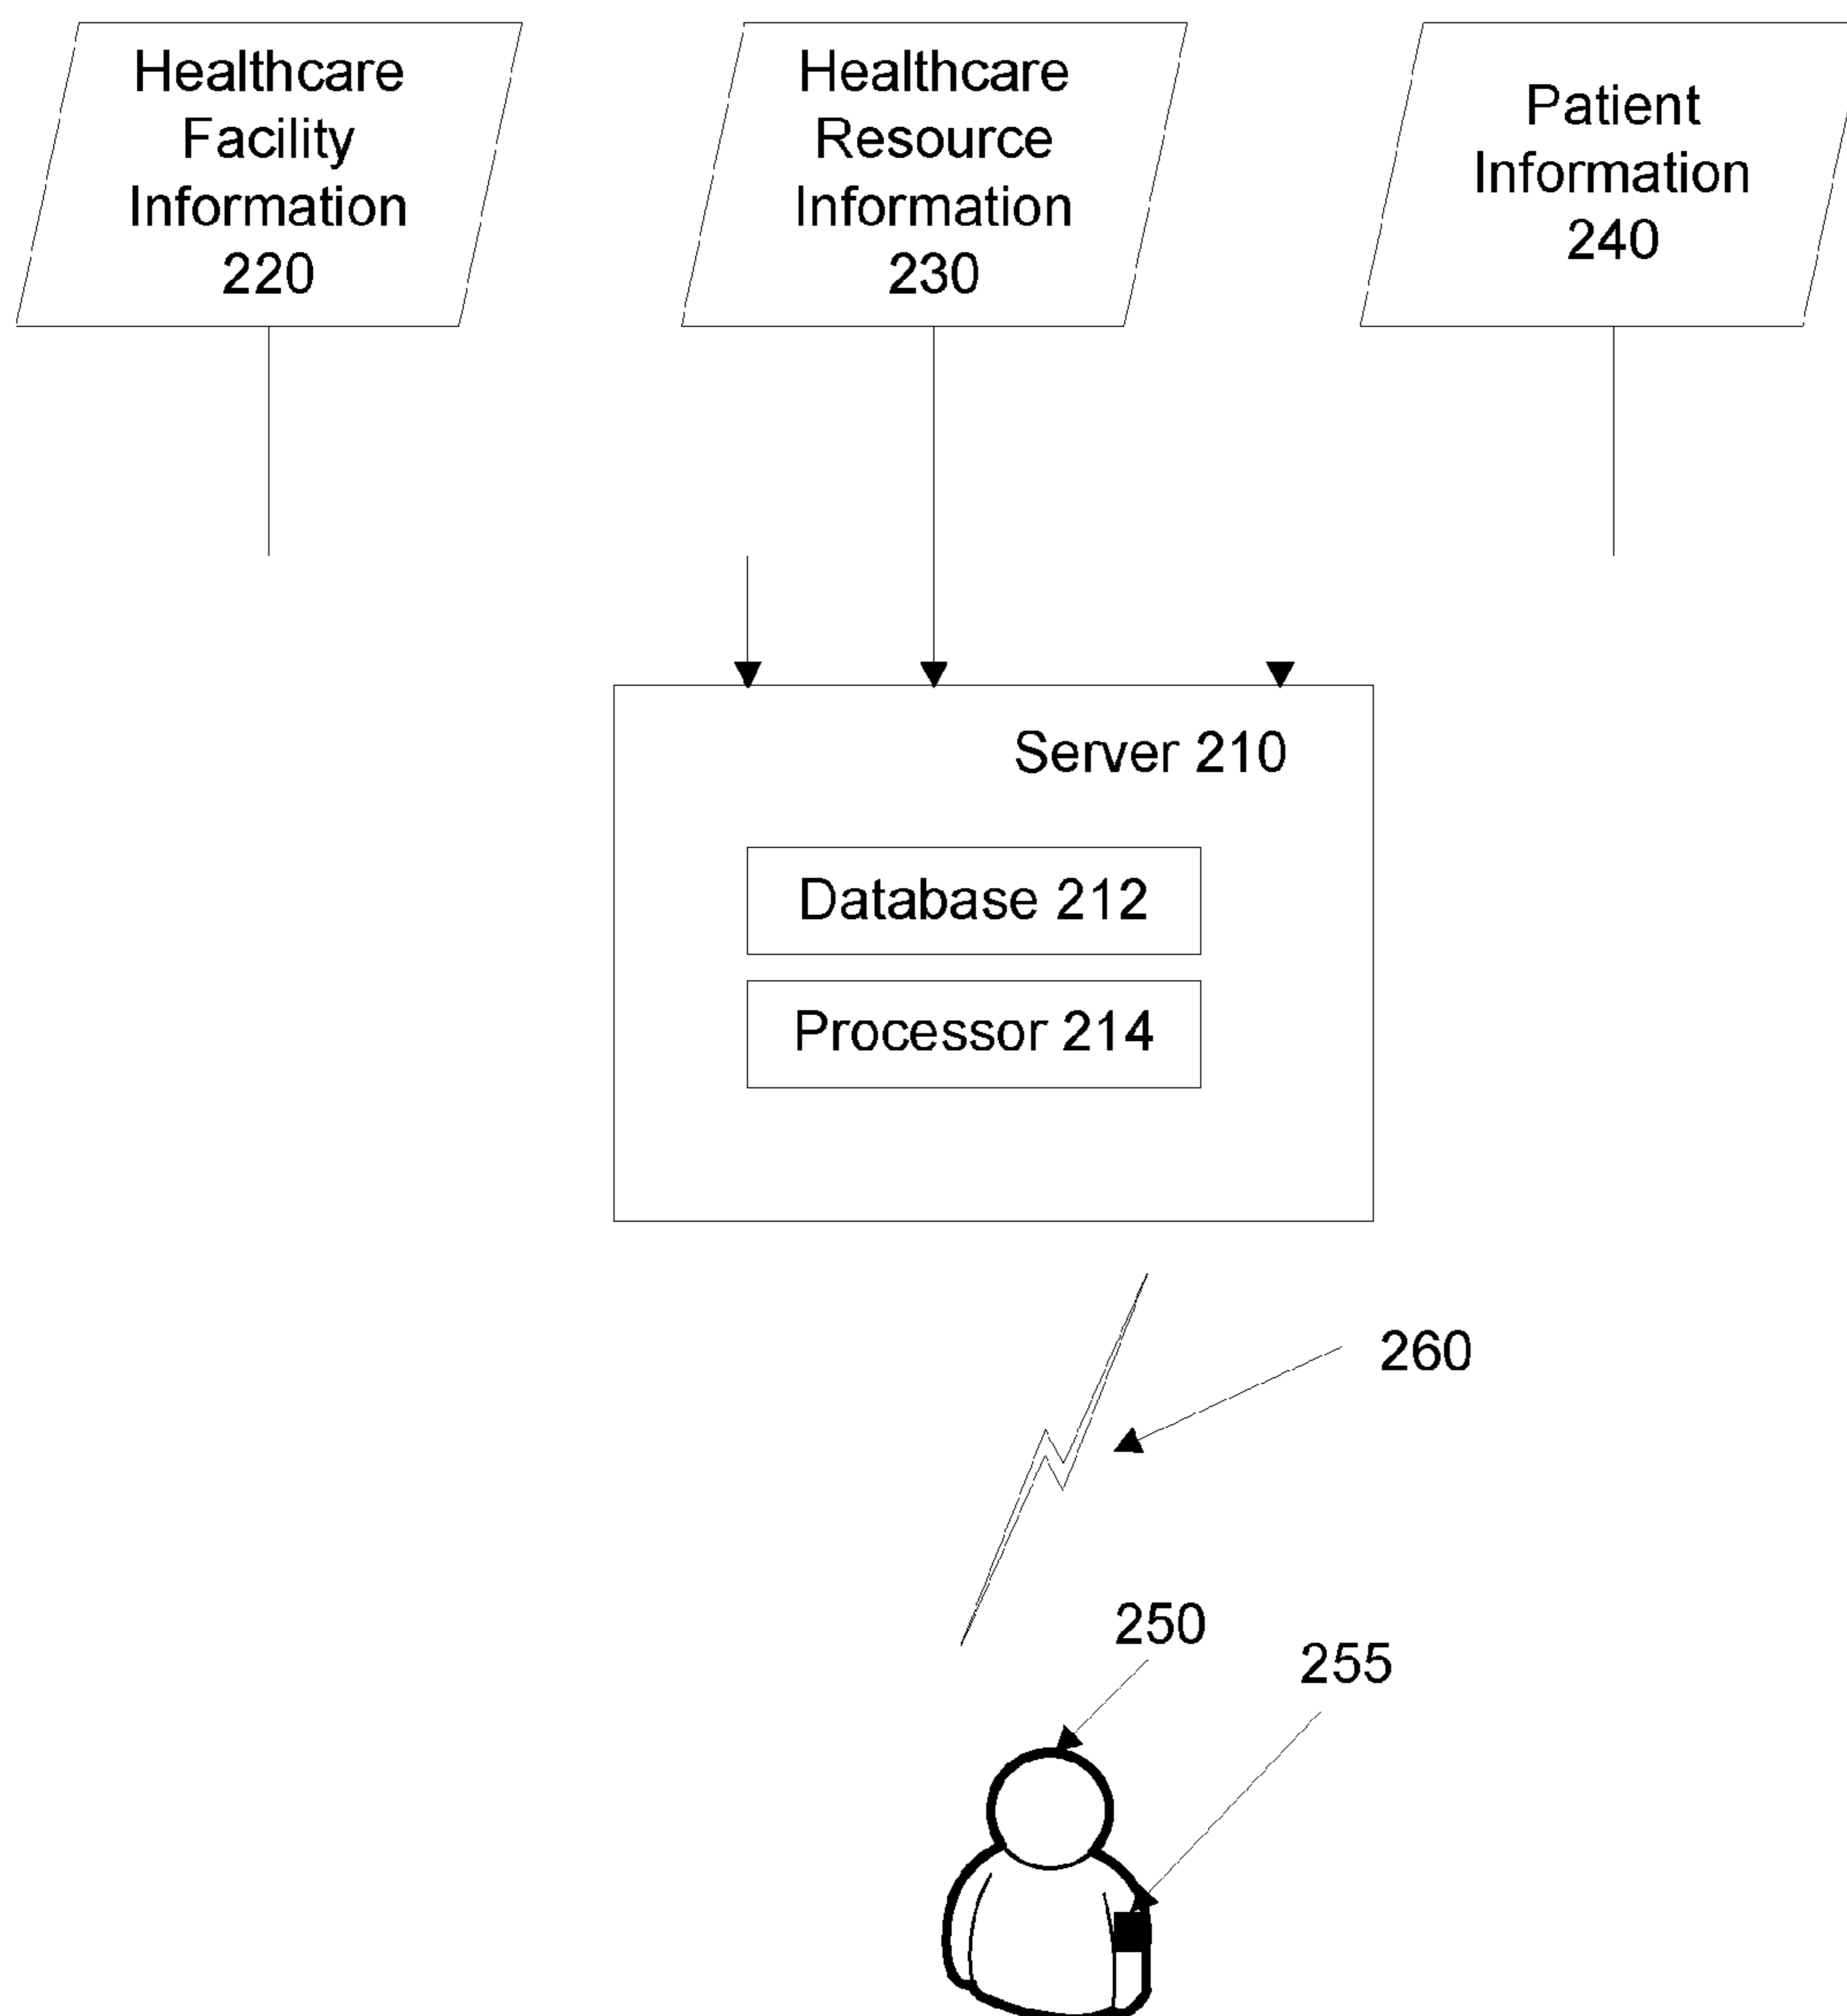 Healthcare
Facility
Information
220
Healthcare
Resource
Information
230
Patient
Information
240
Server 210
Database 212
Processor 214
260
250
255